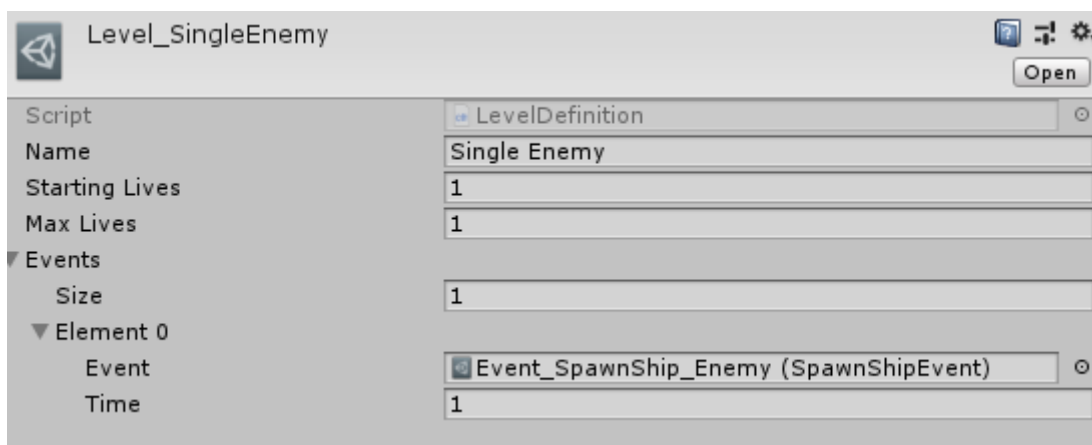 Level_SingleEnemy
Open
Script LevelDefinition
Name Single Enemy
Starting Lives 1
Max Lives 1
Events
Size 1
Element 0
Event Event_SpawnShip_Enemy (SpawnShipEvent)
Time 1